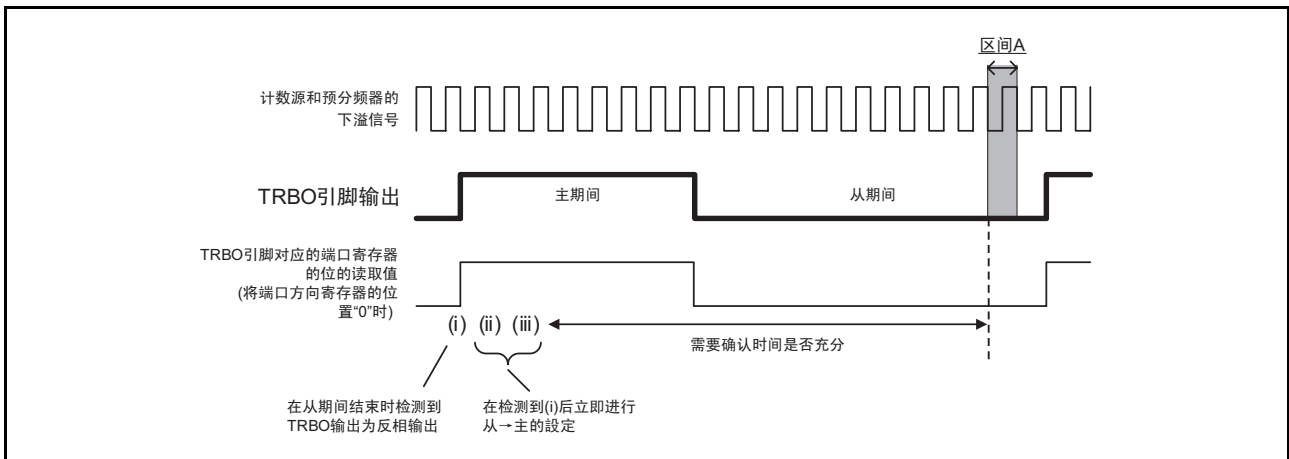 区间A
计数源和预分频器的
下溢信号
TRBO引脚输出
主期间
从期间
TRBO引脚对应的端口寄存器
的位的读取值
(将端口方向寄存器的位
置“0”时)
(i) (ii) (iii)
需要确认时间是否充分
在从期间结束时检测到
TRBO输出为反相输出
在检测到(i)后立即进行
从→主的設定